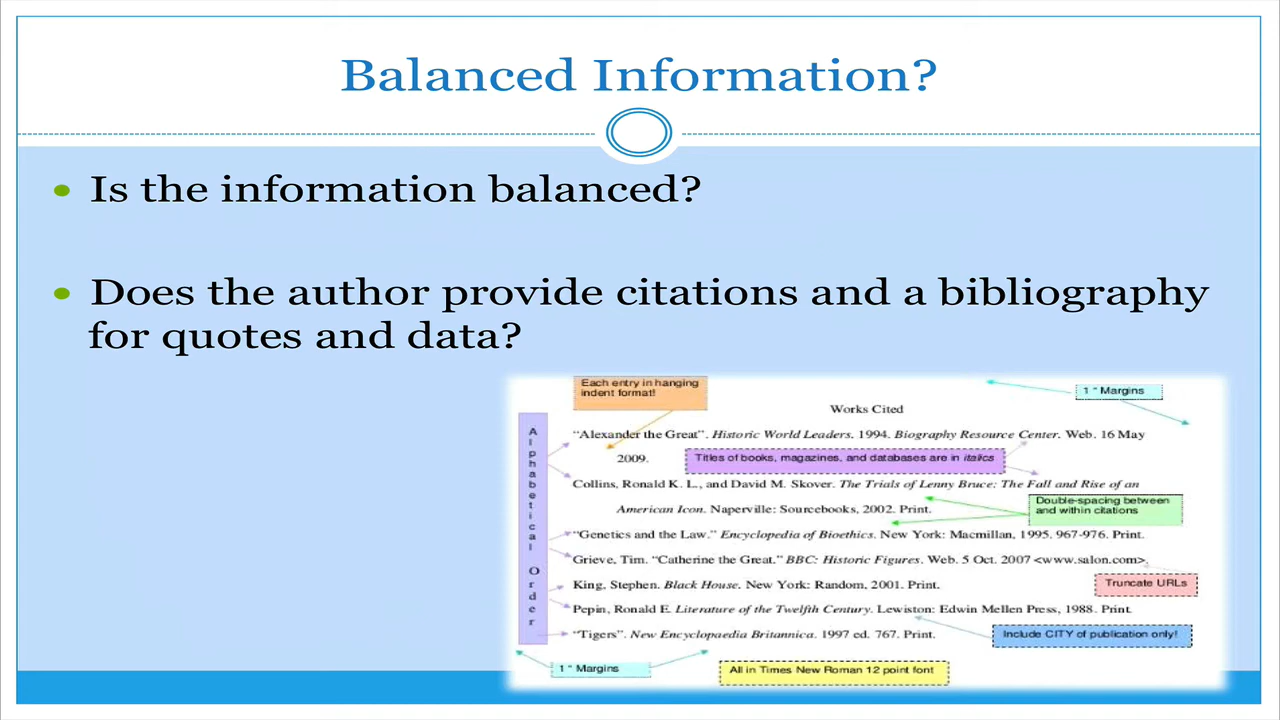 Balanced Information?
Is the information balanced?
Does the author provide citations and a bibliography
for quotes and data?
Each entry in hanging
indent format!
1 " Margins
Works Cited
Alphabetical Order
“Alexander the Great”. Historic World Leaders. 1994. Biography Resource Center. Web. 16 May
2009.
Titles of books, magazines, and databases are in italics
Collins, Ronald K. L., and David M. Skover. The Trials of Lenny Bruce: The Fall and Rise of an
American Icon. Naperville: Sourcebooks, 2002. Print.
Double-spacing between
and within citations
“Genetics and the Law.” Encyclopedia of Bioethics. New York: Macmillan, 1995. 967-976. Print.
Grieve, Tim. “Catherine the Great.” BBC: Historic Figures. Web. 5 Oct. 2007 <www.salon.com>.
Truncate URLs
King, Stephen. Black House. New York: Random, 2001. Print.
Pepin, Ronald E. Literature of the Twelfth Century. Lewiston: Edwin Mellen Press, 1988. Print.
“Tigers”. New Encyclopaedia Britannica. 1997 ed. 767. Print.
Include CITY of publication only!
1 " Margins
All in Times New Roman 12 point font